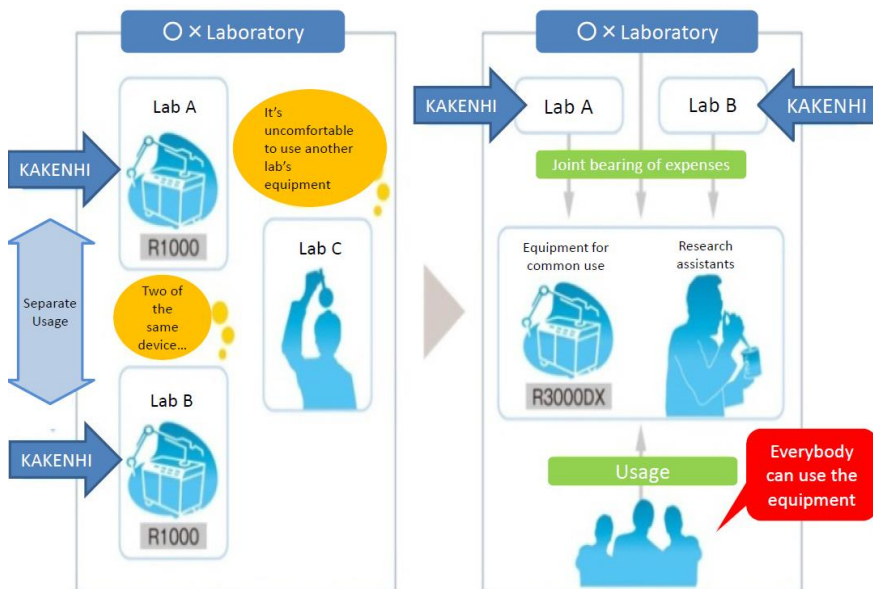 ○×Laboratory
Lab A
KAKENHI
R1000
It's
uncomfortable
to use another
lab's
equipment
Lab C
Separate
Usage
Two of
the
same
device...
Lab B
KAKENHI
R1000
○×Laboratory
KAKENHI
Lab A
Lab B
KAKENHI
Joint bearing of expenses
Equipment for
common use
Research
assistants
R3000DX
Usage
Everybody
can use the
equipment